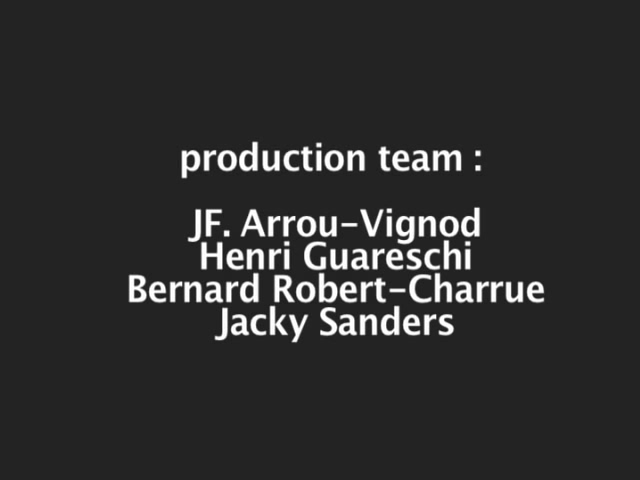 production team :
JF. Arrou-Vignod
Henri Guareschi
Bernard Robert-Charrue
Jacky Sanders